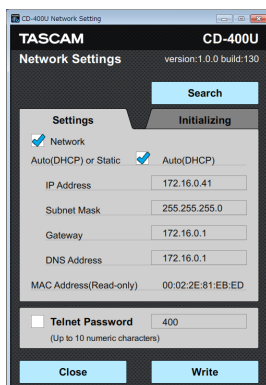 CD-400U Network Setting
TASCAM CD-400U
Network Settings version:1.0.0 build:130
Search
Settings Initializing
Network
Auto(DHCP) or Static Auto(DHCP)
IP Address 172.16.0.41
Subnet Mask 255.255.255.0
Gateway 172.16.0.1
DNS Address 172.16.0.1
MAC Address(Read-only) 00:02:2E:81:EB:ED
Telnet Password 400
(Up to 10 numeric characters)
Close Write